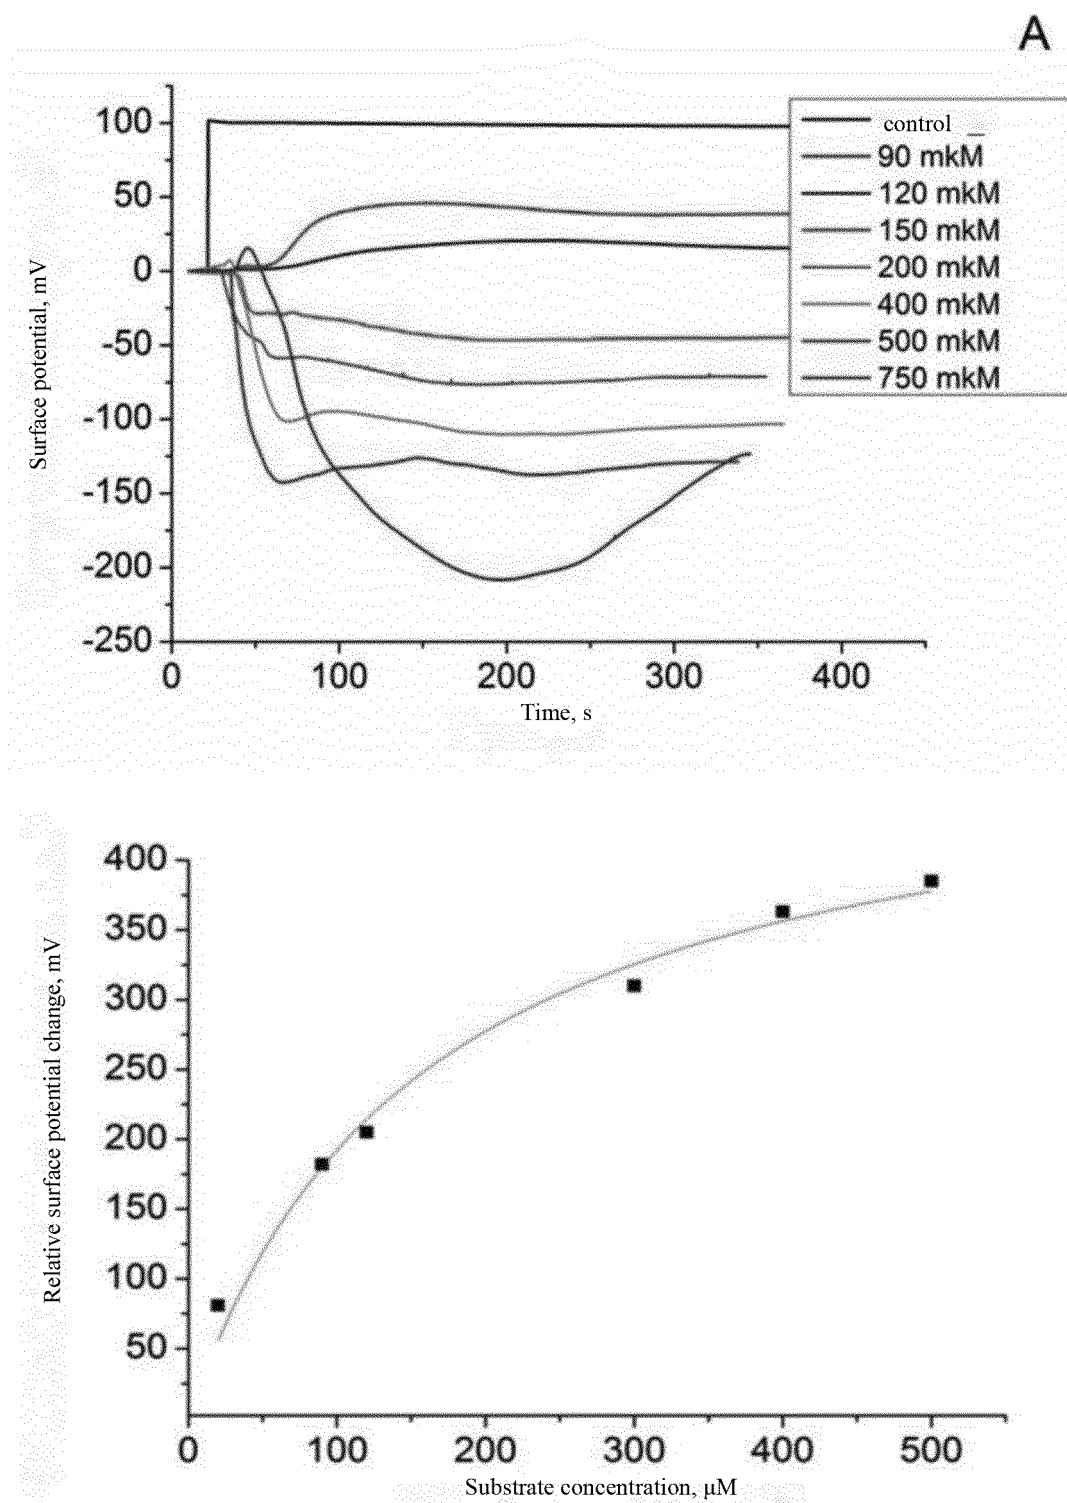 A
100
50
0
-50
-100
-150
-200
-250
Surface potential, mV
control
90 mkM
120 mkM
150 mkM
200 mkM
400 mkM
500 mkM
750 mkM
0 100 200 300 400
Time, s
400
350
300
250
200
150
100
50
Relative surface potential change, mV
0 100 200 300 400 500
Substrate concentration, μM